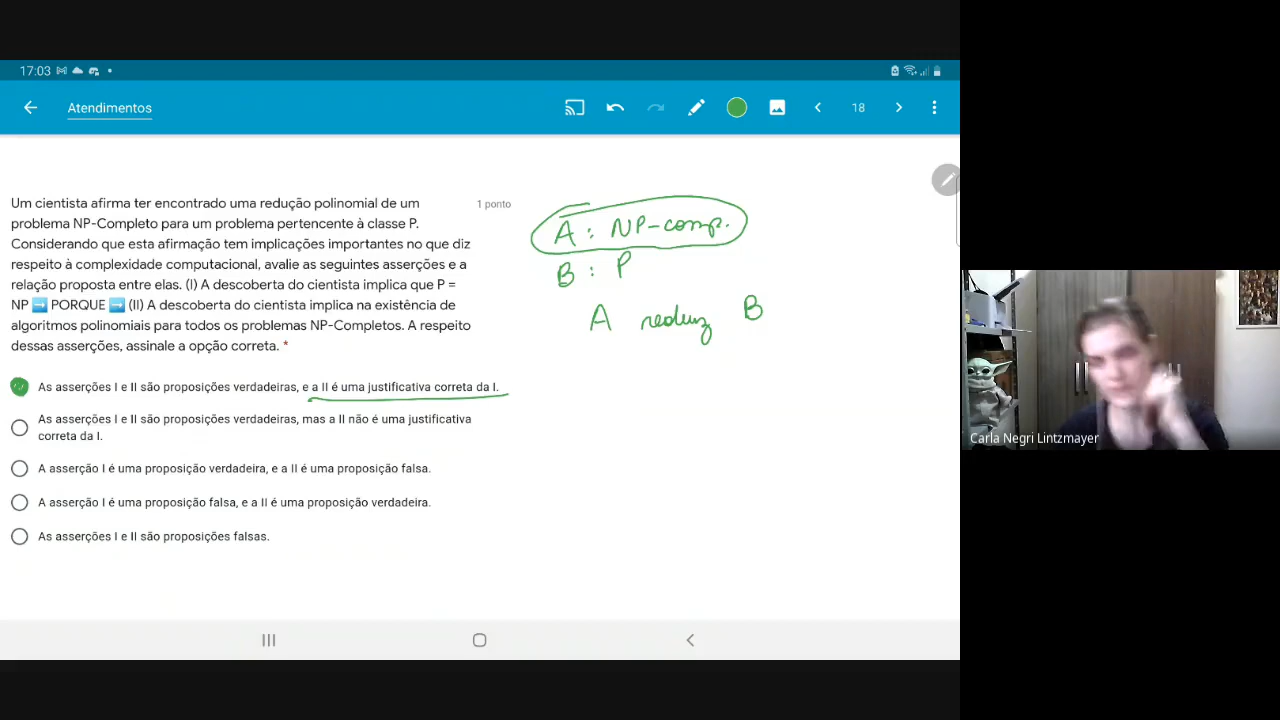 17:03
Atendimentos
18
Um cientista afirma ter encontrado uma redução polinomial de um
1 ponto
problema NP-Completo para um problema pertencente à classe P.
Considerando que esta afirmação tem implicações importantes no que diz
respeito à complexidade computacional, avalie as seguintes asserções e a
relação proposta entre elas. (I) A descoberta do cientista implica que P =
NP ➡️ PORQUE ➡️ (II) A descoberta do cientista implica na existência de
algoritmos polinomiais para todos os problemas NP-Completos. A respeito
dessas asserções, assinale a opção correta. *
As asserções I e II são proposições verdadeiras, e a II é uma justificativa correta da I.
As asserções I e II são proposições verdadeiras, mas a II não é uma justificativa
correta da I.
A asserção I é uma proposição verdadeira, e a II é uma proposição falsa.
A asserção I é uma proposição falsa, e a II é uma proposição verdadeira.
As asserções I e II são proposições falsas.
A : NP-comp.
B : P
A reduz B
Carla Negri Lintzmayer